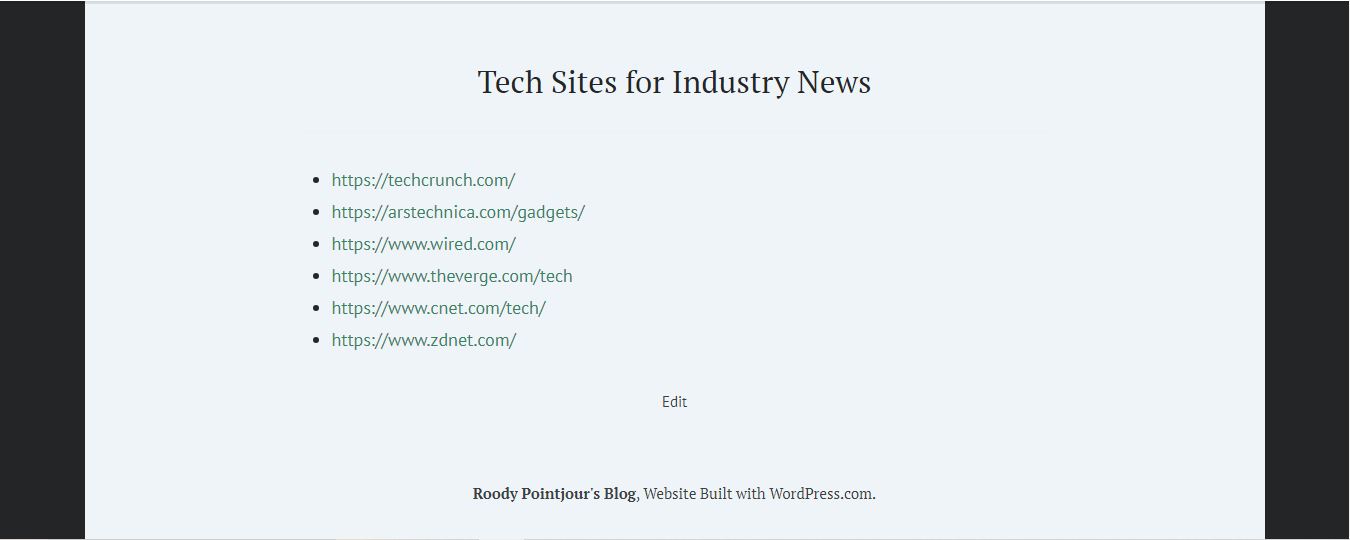 Tech Sites for Industry News
https://techcrunch.com/
https://arstechnica.com/gadgets/
https://www.wired.com/
https://www.theverge.com/tech
https://www.cnet.com/tech/
https://www.zdnet.com/
Edit
Roody Pointjour's Blog, Website Built with WordPress.com.